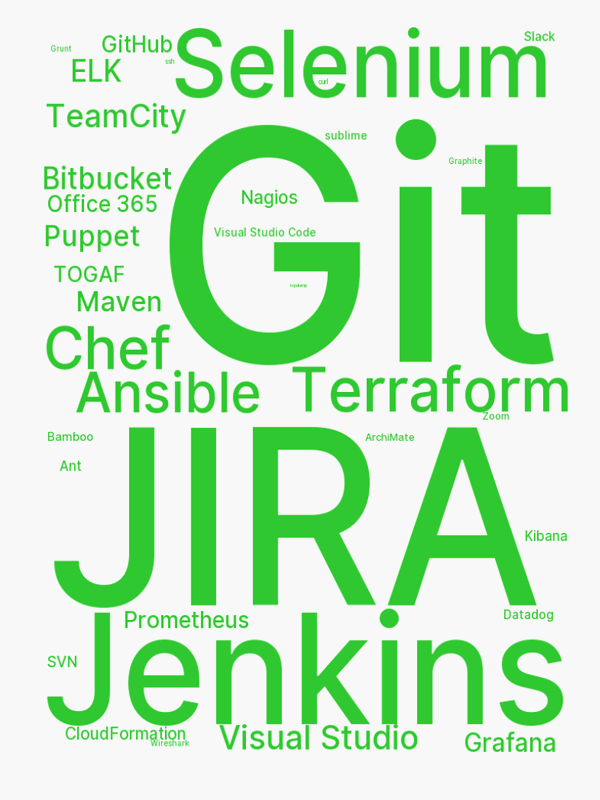 Slack
Selenium
GitHub
Grunt
ssh
ELK
curl
TeamCity
sublime
Git
Graphite
Bitbucket
Nagios
Office 365
Visual Studio Code
Puppet
TOGAF
Maven
Chef
Ansible
Terraform
Zoom
JIRA
Bamboo
ArchiMate
Ant
Kibana
Prometheus
Datadog
Jenkins
SVN
CloudFormation
Visual Studio
Wireshark
Grafana